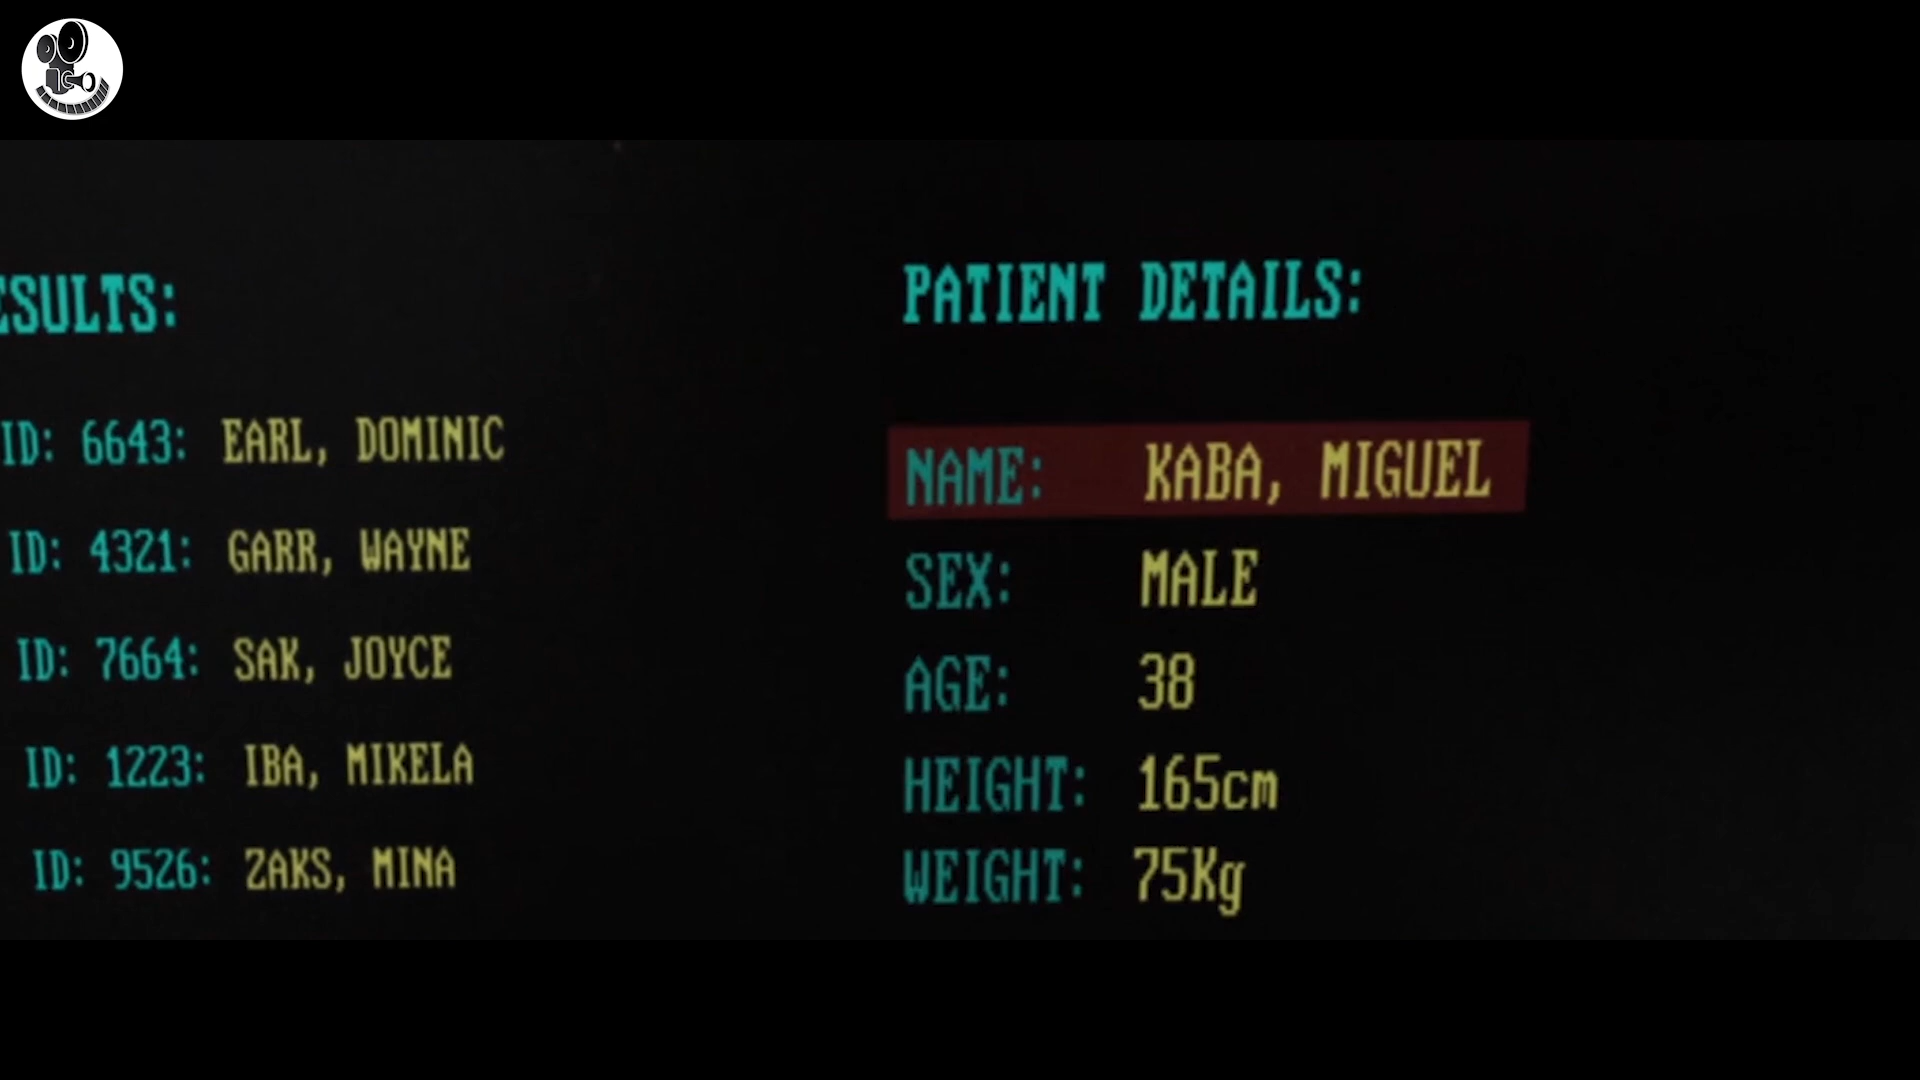 ESULTS:
ID: 6643: EARL, DOMINIC
ID: 4321: GARR, WAYNE
ID: 7664: SAK, JOYCE
ID: 1223: IBA, MIKELA
ID: 9526: ZAKS, MINA
PATIENT DETAILS:
NAME: KABA, MIGUEL
SEX: MALE
AGE: 38
HEIGHT: 165cm
WEIGHT: 75Kg